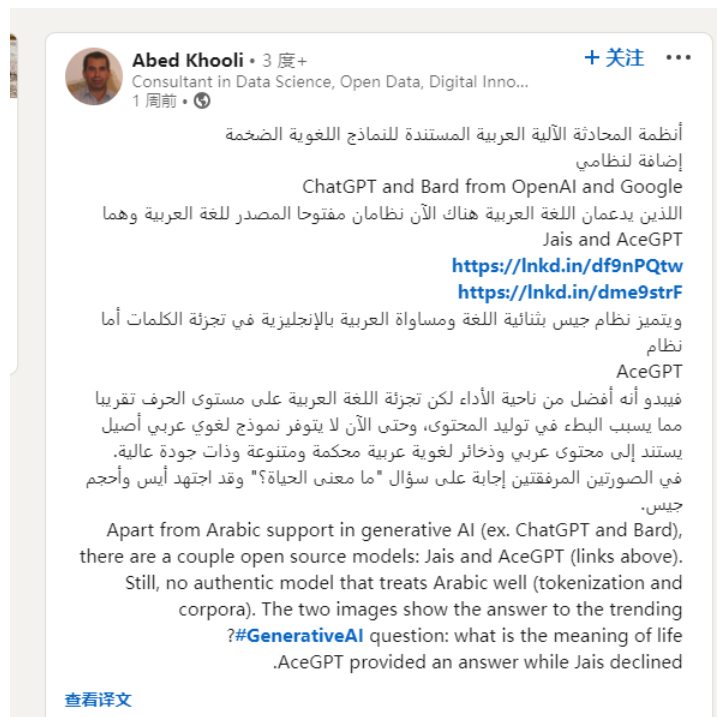 Abed Khooli • 3 度+
+ 关注 •••
Consultant in Data Science, Open Data, Digital Inno...
1 周前 •
أنظمة المحادثة الآلية العربية المستندة للنماذج اللغوية الضخمة
إضافة لنظامي
ChatGPT and Bard from OpenAI and Google
اللذين يدعمان اللغة العربية هناك الآن نظامان مفتوحا المصدر للغة العربية وهما
Jais and AceGPT
https://lnkd.in/df9nPQtw
https://lnkd.in/dme9strF
ويتميز نظام جيس بثنائية اللغة ومساواة العربية بالإنجليزية في تجزئة الكلمات أما
نظام
AceGPT
فيبدو أنه أفضل من ناحية الأداء لكن تجزئة اللغة العربية على مستوى الحرف تقريبا
مما يسبب البطء في توليد المحتوى، وحتى الآن لا يتوفر نموذج لغوي عربي أصيل
يستند إلى محتوى عربي وذخائر لغوية عربية محكمة ومتنوعة وذات جودة عالية.
في الصورتين المرفقتين إجابة على سؤال "ما معنى الحياة؟" وقد اجتهد أيس وأحجم
جيس.
Apart from Arabic support in generative AI (ex. ChatGPT and Bard),
there are a couple open source models: Jais and AceGPT (links above).
Still, no authentic model that treats Arabic well (tokenization and
corpora). The two images show the answer to the trending
?#GenerativeAI question: what is the meaning of life
.AceGPT provided an answer while Jais declined
查看译文